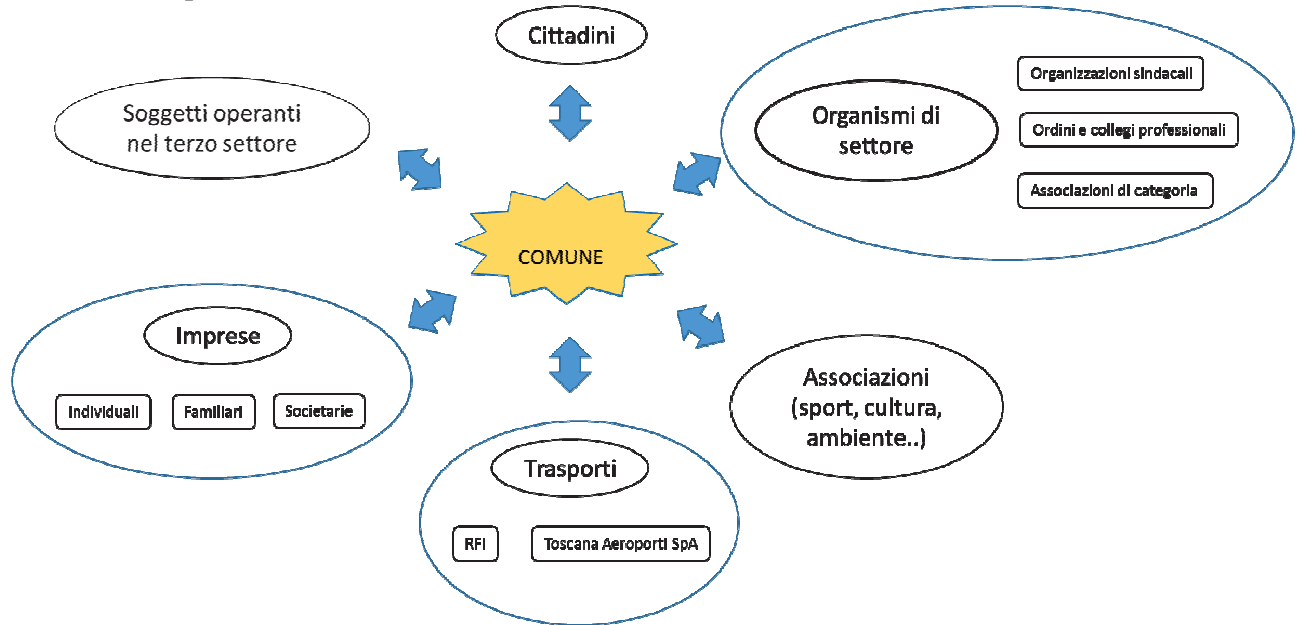 Cittadini
Soggetti operanti
nel terzo settore
Organismi di
settore
Organizzazioni sindacali
Ordini e collegi professionali
Associazioni di categoria
COMUNE
Imprese
Individuali
Familiari
Societarie
Trasporti
RFI
Toscana Aeroporti SpA
Associazioni
(sport, cultura,
ambiente..)